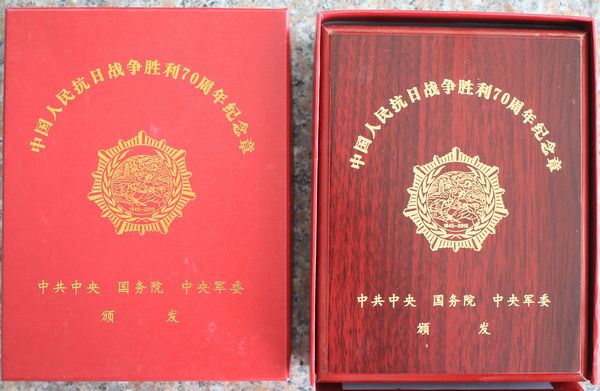 中国人民抗日战争胜利70周年纪念章
1945-2015
中共中央 国务院 中央军委
颁 发
中国人民抗日战争胜利70周年纪念章
1945-2015
中共中央 国务院 中央军委
颁 发